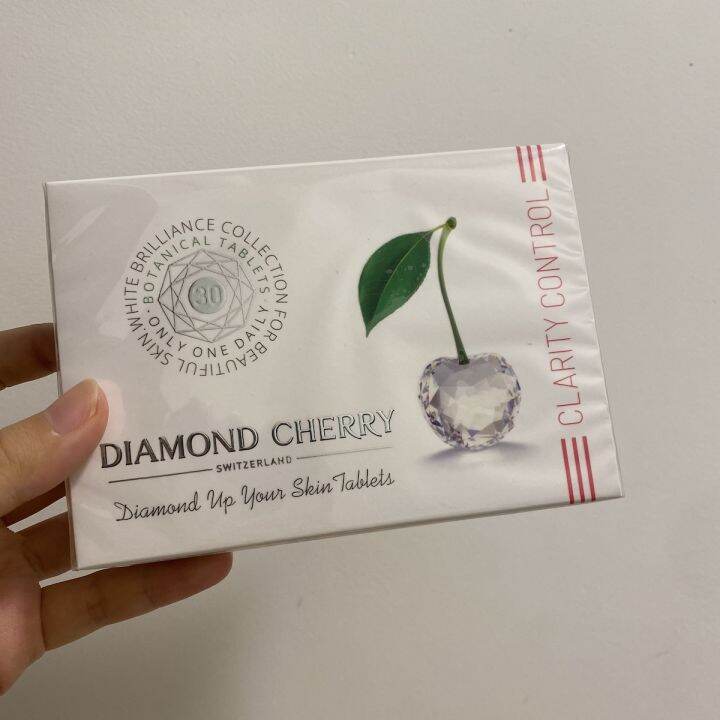 WHITE BRILLIANCE COLLECTION FOR BEAUTIFUL SKIN.
· BOTANICAL TABLETS ·
30
ONLY ONE DAILY
DIAMOND CHERRY
SWITZERLAND
Diamond Up Your Skin Tablets
CLARITY CONTROL